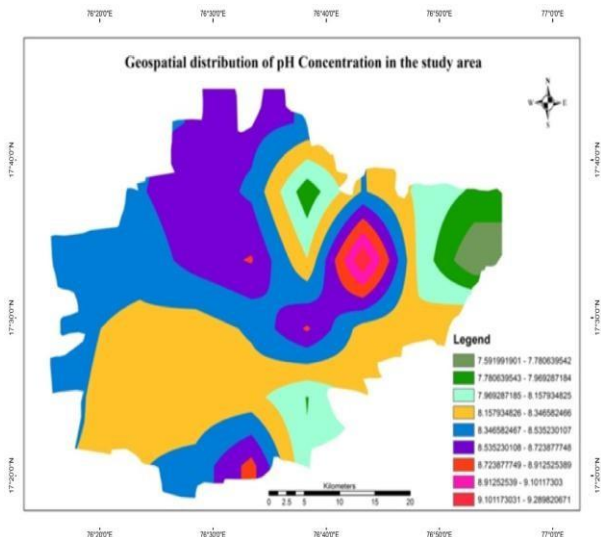 76°20'0"E 76°30'0"E 76°40'0"E 76°50'0"E 77°0'0"E
Geospatial distribution of pH Concentration in the study area
N
W E
S
17°40'0"N 17°40'0"N
17°30'0"N 17°30'0"N
Legend
7.591991901 - 7.780639542
7.780639543 - 7.969287184
7.969287185 - 8.157934825
8.157934826 - 8.346582466
8.346582467 - 8.535230107
8.535230108 - 8.723877748
8.723877749 - 8.912525389
8.91252539 - 9.10117303
9.101173031 - 9.289820671
17°20'0"N 17°20'0"N
Kilometers
0 2.5 5 10 15 20
76°20'0"E 76°30'0"E 76°40'0"E 76°50'0"E 77°0'0"E